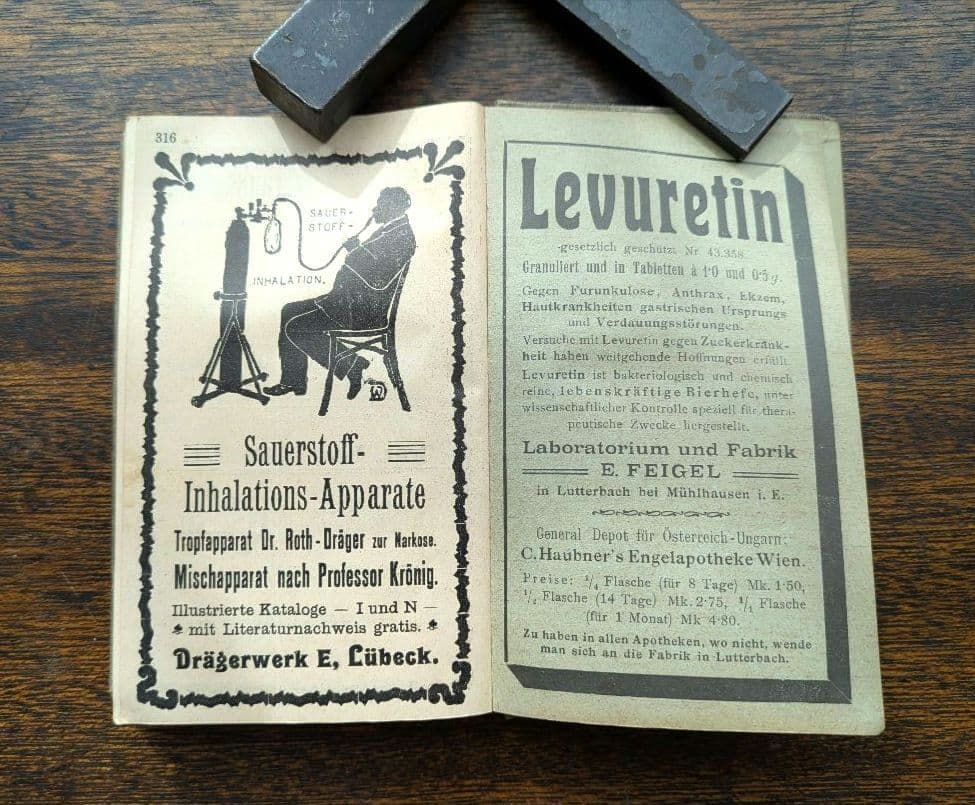 316
SAUER-
STOFF-
INHALATION.
Sauerstoff-
Inhalations-Apparate
Tropfapparat Dr. Roth-Dräger zur Narkose.
Mischapparat nach Professor Krönig.
Illustrierte Kataloge — I und N —
mit Literaturnachweis gratis.
Drägerwerk E, Lübeck.
Levuretin
-gesetzlich geschützt Nr 43.358
Granuliert und in Tabletten à 1·0 und 0·5 g.
Gegen Furunkulose, Anthrax, Ekzem,
Hautkrankheiten gastrischen Ursprungs
und Verdauungsstörungen.
Versuche mit Levuretin gegen Zuckerkrank-
heit haben weitgehende Hoffnungen erfüllt.
Levuretin ist bakteriologisch und chemisch
reine, lebenskräftige Bierhefe, unter
wissenschaftlicher Kontrolle speziell für thera-
peutische Zwecke hergestellt.
Laboratorium und Fabrik
E. FEIGEL
in Lutterbach bei Mühlhausen i. E.
General Depot für Österreich-Ungarn:
C. Haubner's Engelapotheke Wien.
Preise: 1/4 Flasche (für 8 Tage) Mk. 1·50,
1/2 Flasche (14 Tage) Mk. 2·75, 1/1 Flasche
(für 1 Monat) Mk 4·80.
Zu haben in allen Apotheken, wo nicht, wende
man sich an die Fabrik in Lutterbach.